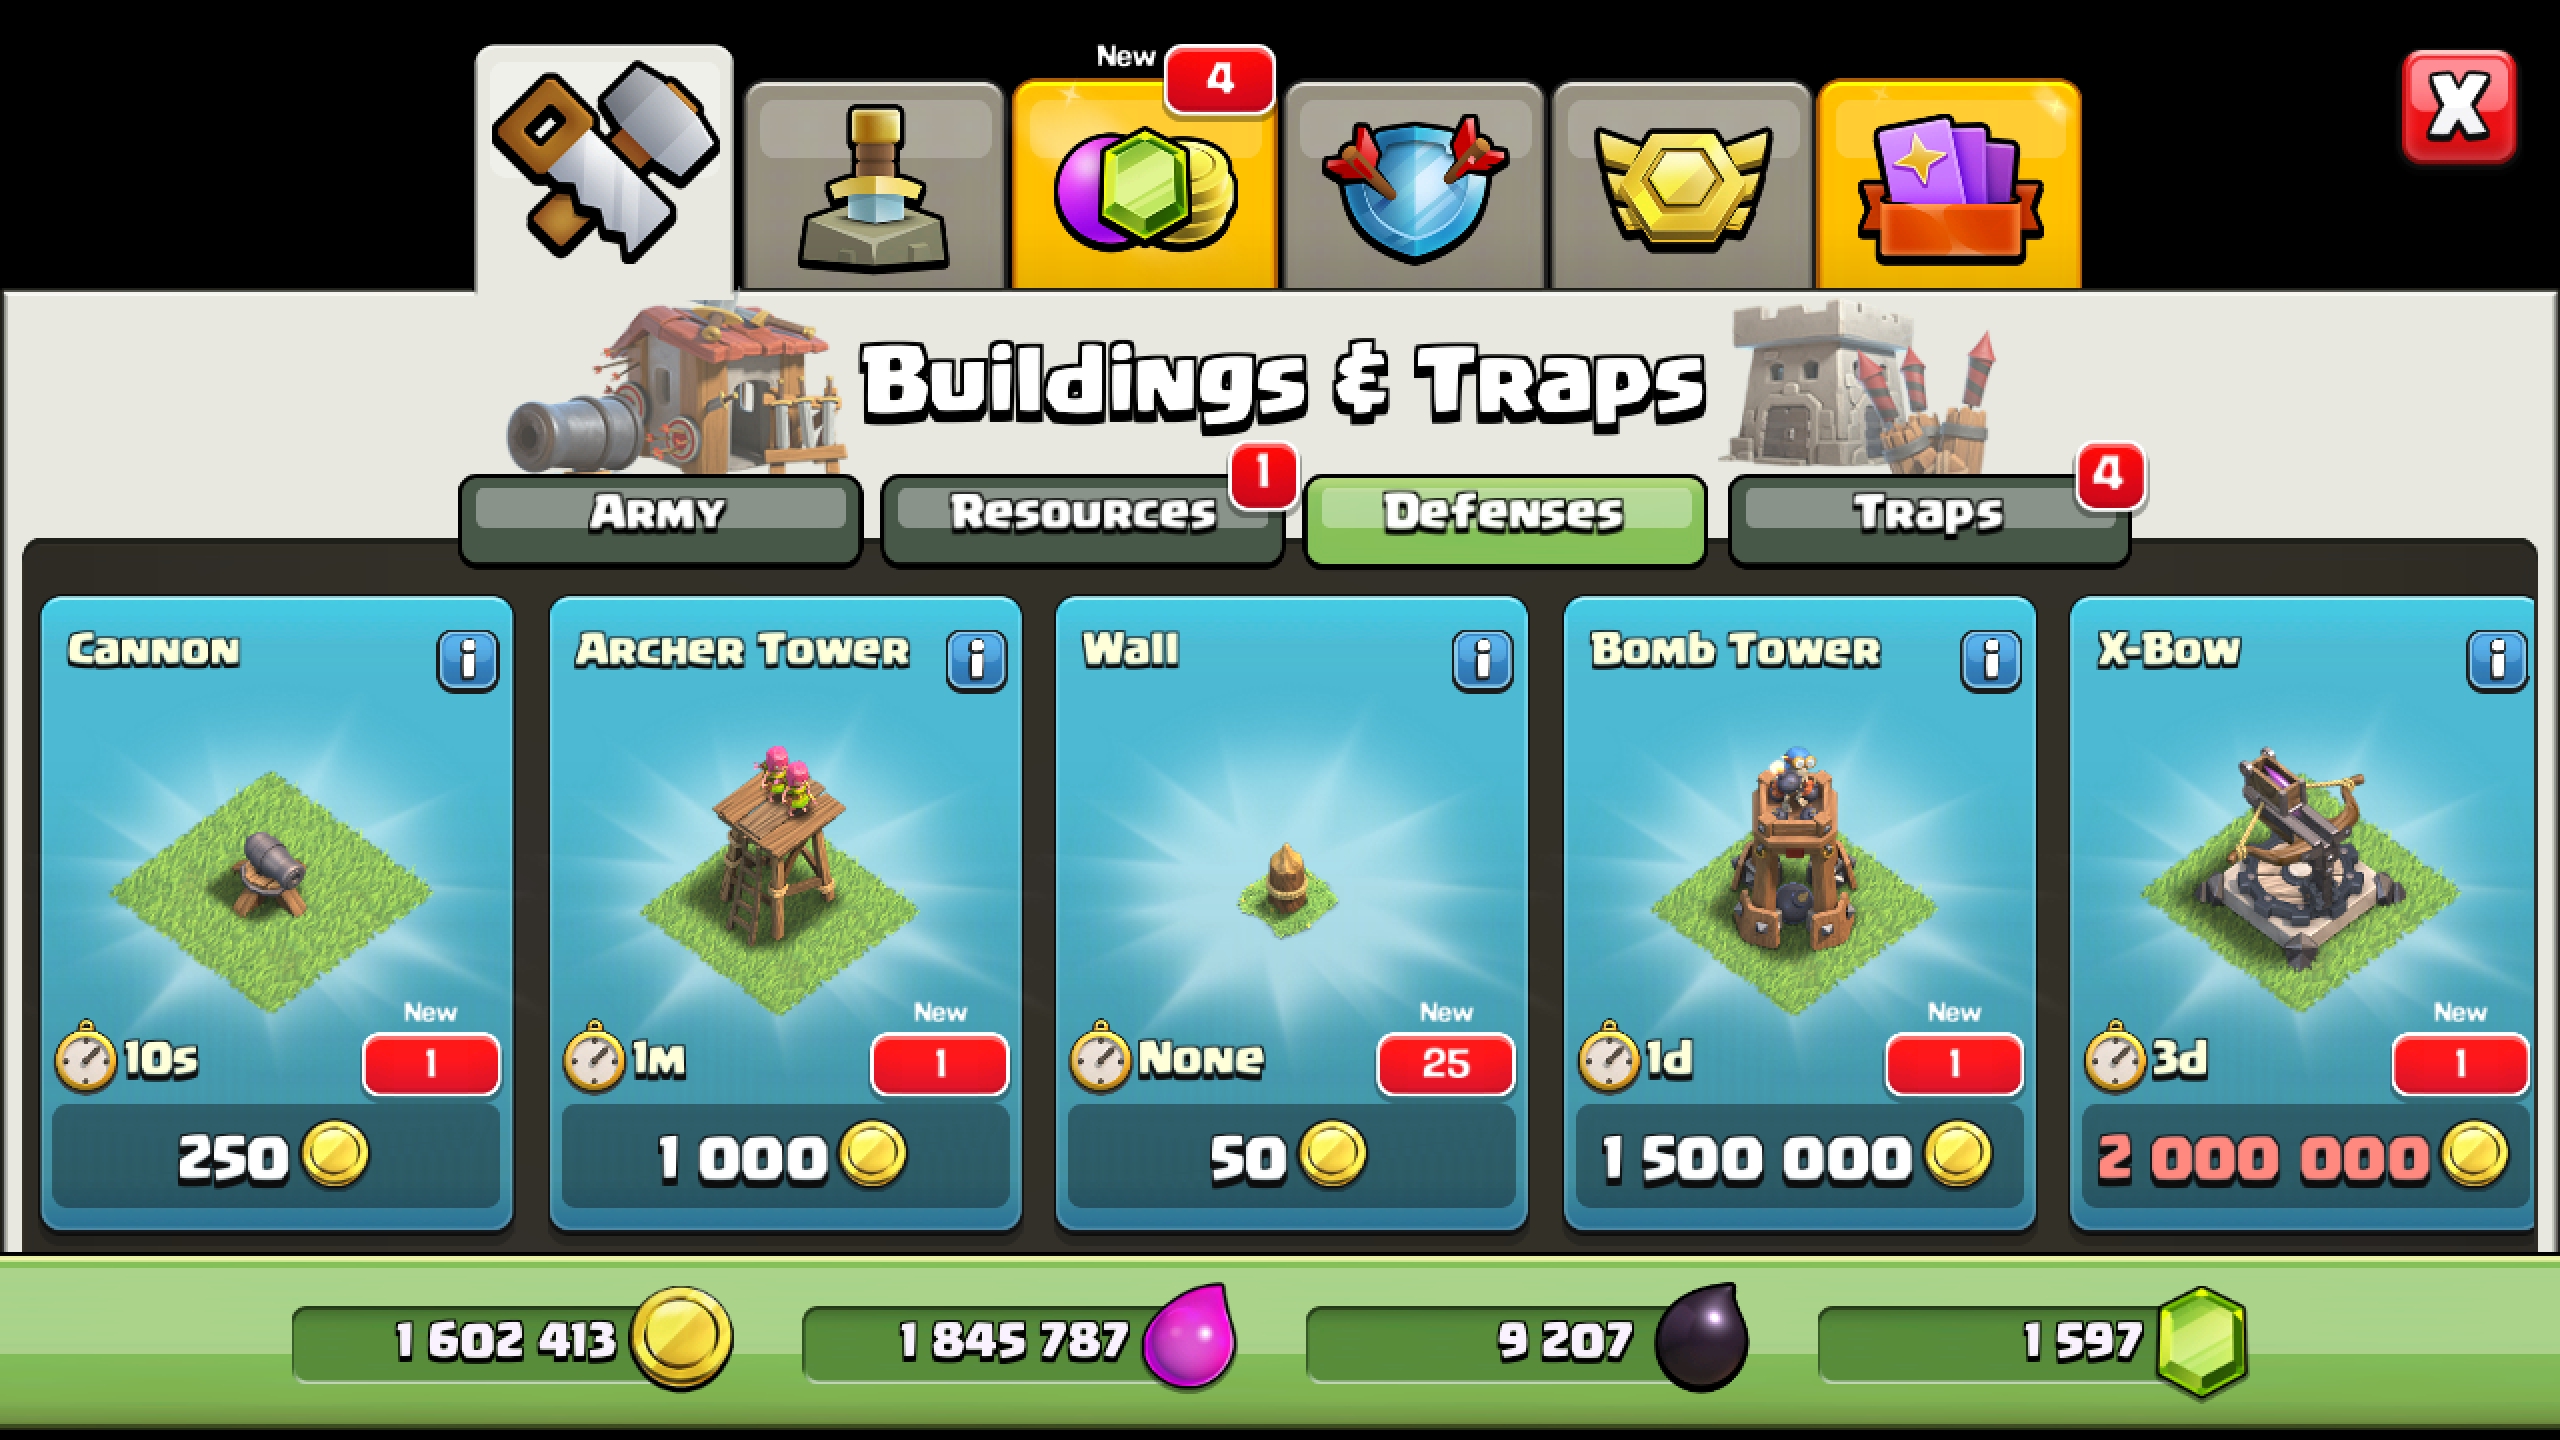 New 4
X
Buildings & Traps
Army
Resources 1
Defenses
Traps 4
Cannon i
Archer Tower i
Wall i
Bomb Tower i
X-Bow i
New
New
New
New
New
10s 1
1m 1
None 25
1d 1
3d 1
250
1 000
50
1 500 000
2 000 000
1 602 413
1 845 787
9 207
1 597